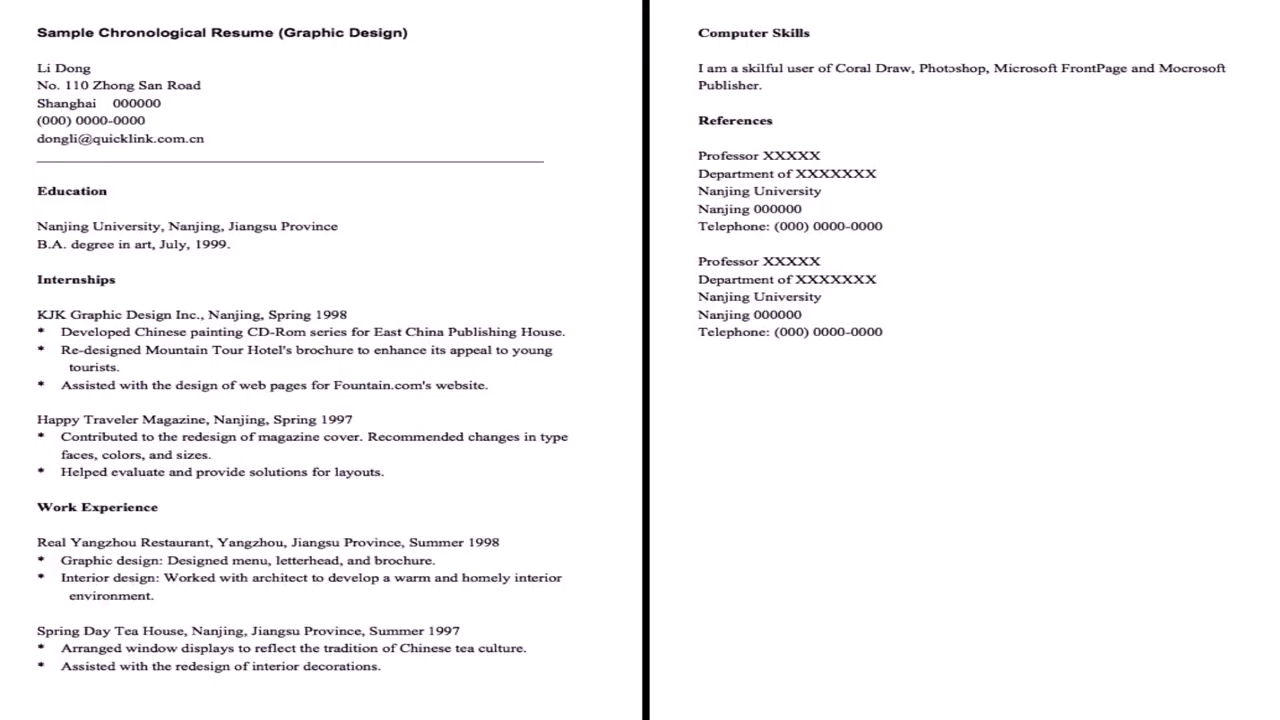 Sample Chronological Resume (Graphic Design)
Li Dong
No. 110 Zhong San Road
Shanghai 000000
(000) 0000-0000
dongli@quicklink.com.cn
Education
Nanjing University, Nanjing, Jiangsu Province
B.A. degree in art, July, 1999.
Internships
KJK Graphic Design Inc., Nanjing, Spring 1998
* Developed Chinese painting CD-Rom series for East China Publishing House.
* Re-designed Mountain Tour Hotel's brochure to enhance its appeal to young
tourists.
* Assisted with the design of web pages for Fountain.com's website.
Happy Traveler Magazine, Nanjing, Spring 1997
* Contributed to the redesign of magazine cover. Recommended changes in type
faces, colors, and sizes.
* Helped evaluate and provide solutions for layouts.
Work Experience
Real Yangzhou Restaurant, Yangzhou, Jiangsu Province, Summer 1998
* Graphic design: Designed menu, letterhead, and brochure.
* Interior design: Worked with architect to develop a warm and homely interior
environment.
Spring Day Tea House, Nanjing, Jiangsu Province, Summer 1997
* Arranged window displays to reflect the tradition of Chinese tea culture.
* Assisted with the redesign of interior decorations.
Computer Skills
I am a skilful user of Coral Draw, Photoshop, Microsoft FrontPage and Mocrosoft
Publisher.
References
Professor XXXXX
Department of XXXXXXX
Nanjing University
Nanjing 000000
Telephone: (000) 0000-0000
Professor XXXXX
Department of XXXXXXX
Nanjing University
Nanjing 000000
Telephone: (000) 0000-0000